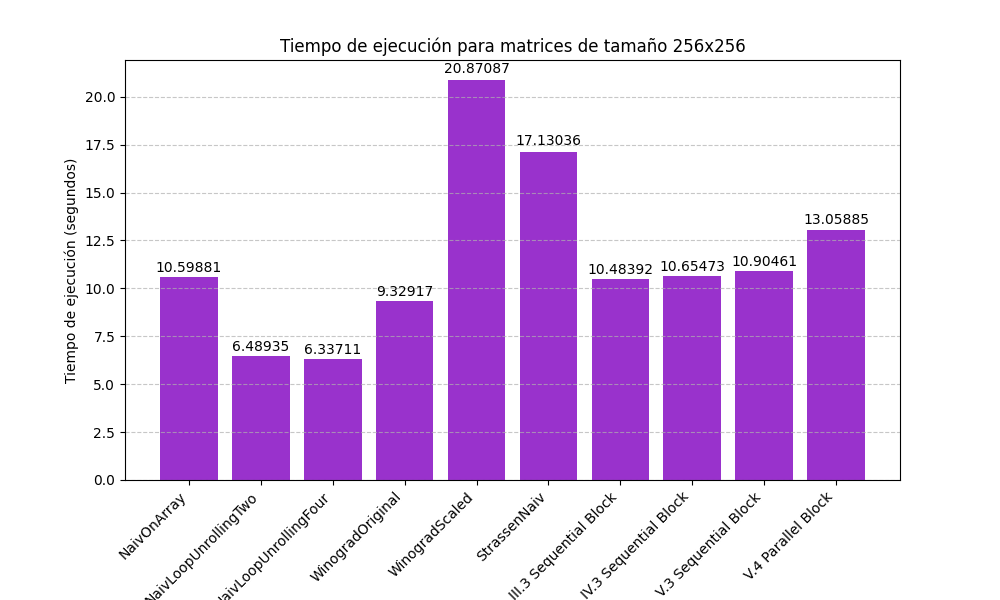 Tiempo de ejecución para matrices de tamaño 256x256
Tiempo de ejecución (segundos)
20.0
17.5
15.0
12.5
10.0
7.5
5.0
2.5
0.0
10.59881
6.48935
6.33711
9.32917
20.87087
17.13036
10.48392
10.65473
10.90461
13.05885
NaivOnArray
NaivLoopUnrollingTwo
NaivLoopUnrollingFour
WinogradOriginal
WinogradScaled
StrassenNaiv
III.3 Sequential Block
IV.3 Sequential Block
V.3 Sequential Block
V.4 Parallel Block